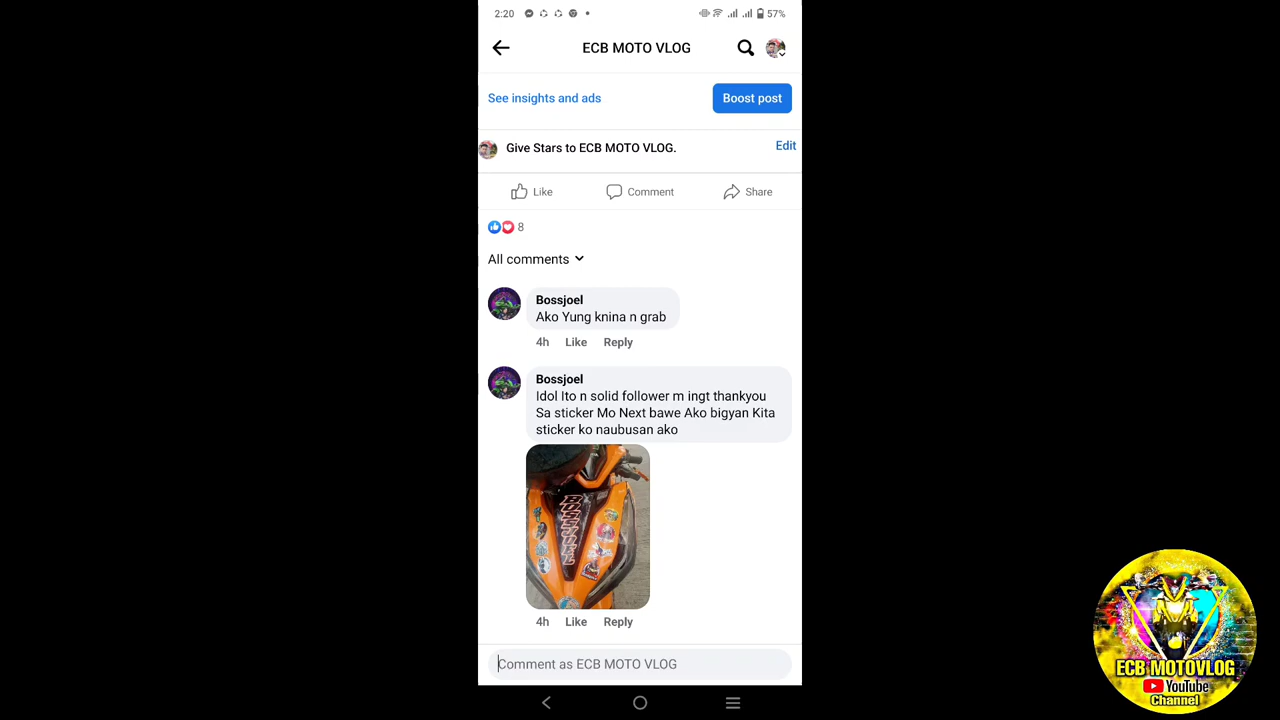 2:20
57%
ECB MOTO VLOG
See insights and ads
Boost post
Give Stars to ECB MOTO VLOG.
Edit
Like
Comment
Share
8
All comments
Bossjoel
Ako Yung knina n grab
4h Like Reply
Bossjoel
Idol Ito n solid follower m ingt thankyou
Sa sticker Mo Next bawe Ako bigyan Kita
sticker ko naubusan ako
BOSSJOEL
4h Like Reply
Comment as ECB MOTO VLOG
ECB MOTOVLOG
YouTube
Channel